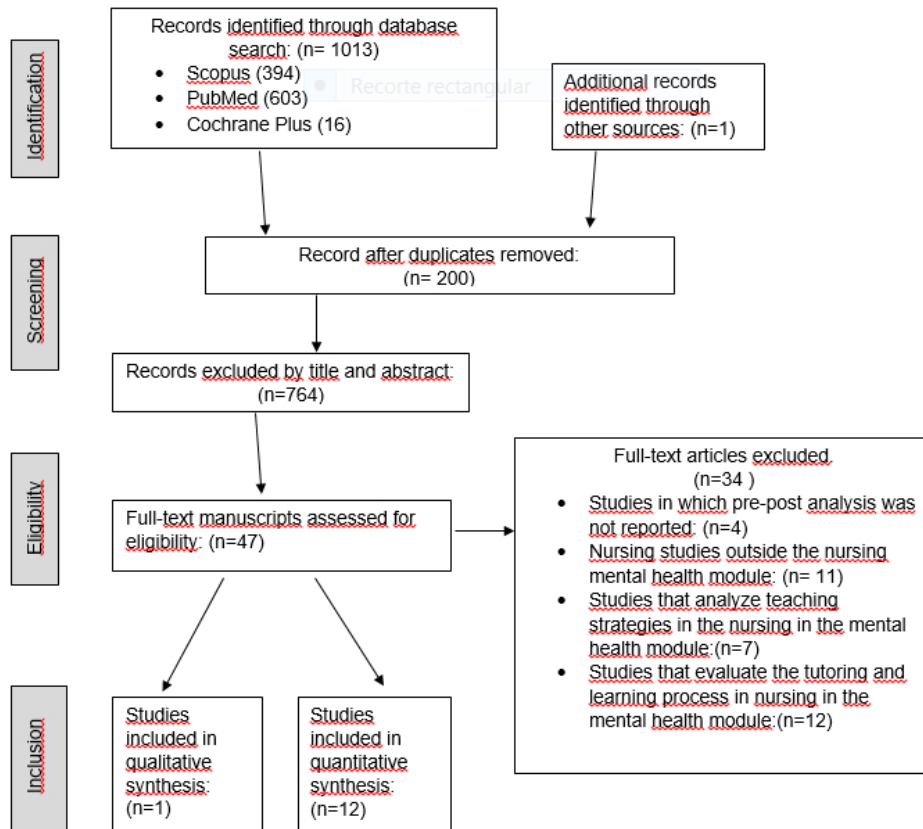 Identification
Records identified through database
search: (n= 1013)
• Scopus (394)
• PubMed (603)
• Cochrane Plus (16)
Recorte rectangular
Additional records
identified through
other sources: (n=1)
Screening
Record after duplicates removed:
(n= 200)
Records excluded by title and abstract:
(n=764)
Eligibility
Full-text manuscripts assessed for
eligibility: (n=47)
Full-text articles excluded.
(n=34 )
• Studies in which pre-post analysis was
not reported: (n=4)
• Nursing studies outside the nursing
mental health module: (n= 11)
• Studies that analyze teaching
strategies in the nursing in the mental
health module:(n=7)
• Studies that evaluate the tutoring and
learning process in nursing in the
mental health module:(n=12)
Inclusion
Studies
included in
qualitative
synthesis:
(n=1)
Studies
included in
quantitative
synthesis:
(n=12)